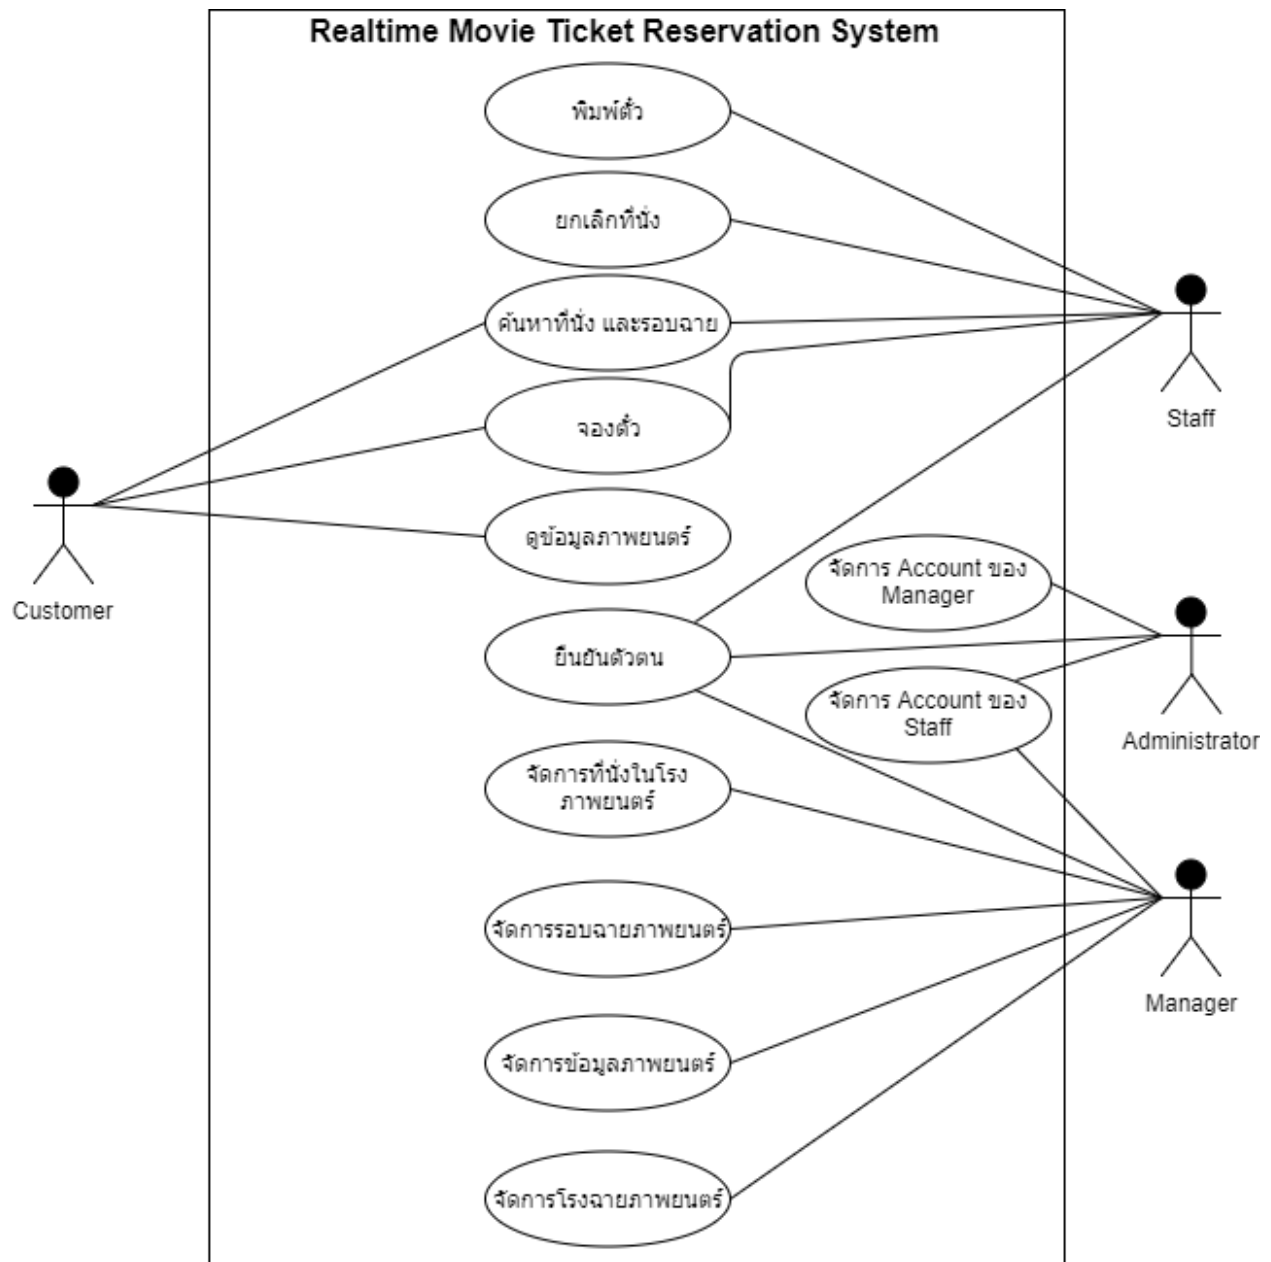 Realtime Movie Ticket Reservation System
พิมพ์ตั๋ว
ยกเลิกที่นั่ง
ค้นหาที่นั่ง และรอบฉาย
Staff
จองตั๋ว
ดูข้อมูลภาพยนตร์
Customer
จัดการ Account ของ
Manager
ยืนยันตัวตน
จัดการ Account ของ
Staff
Administrator
จัดการที่นั่งในโรง
ภาพยนตร์
จัดการรอบฉายภาพยนตร์
Manager
จัดการข้อมูลภาพยนตร์
จัดการโรงฉายภาพยนตร์